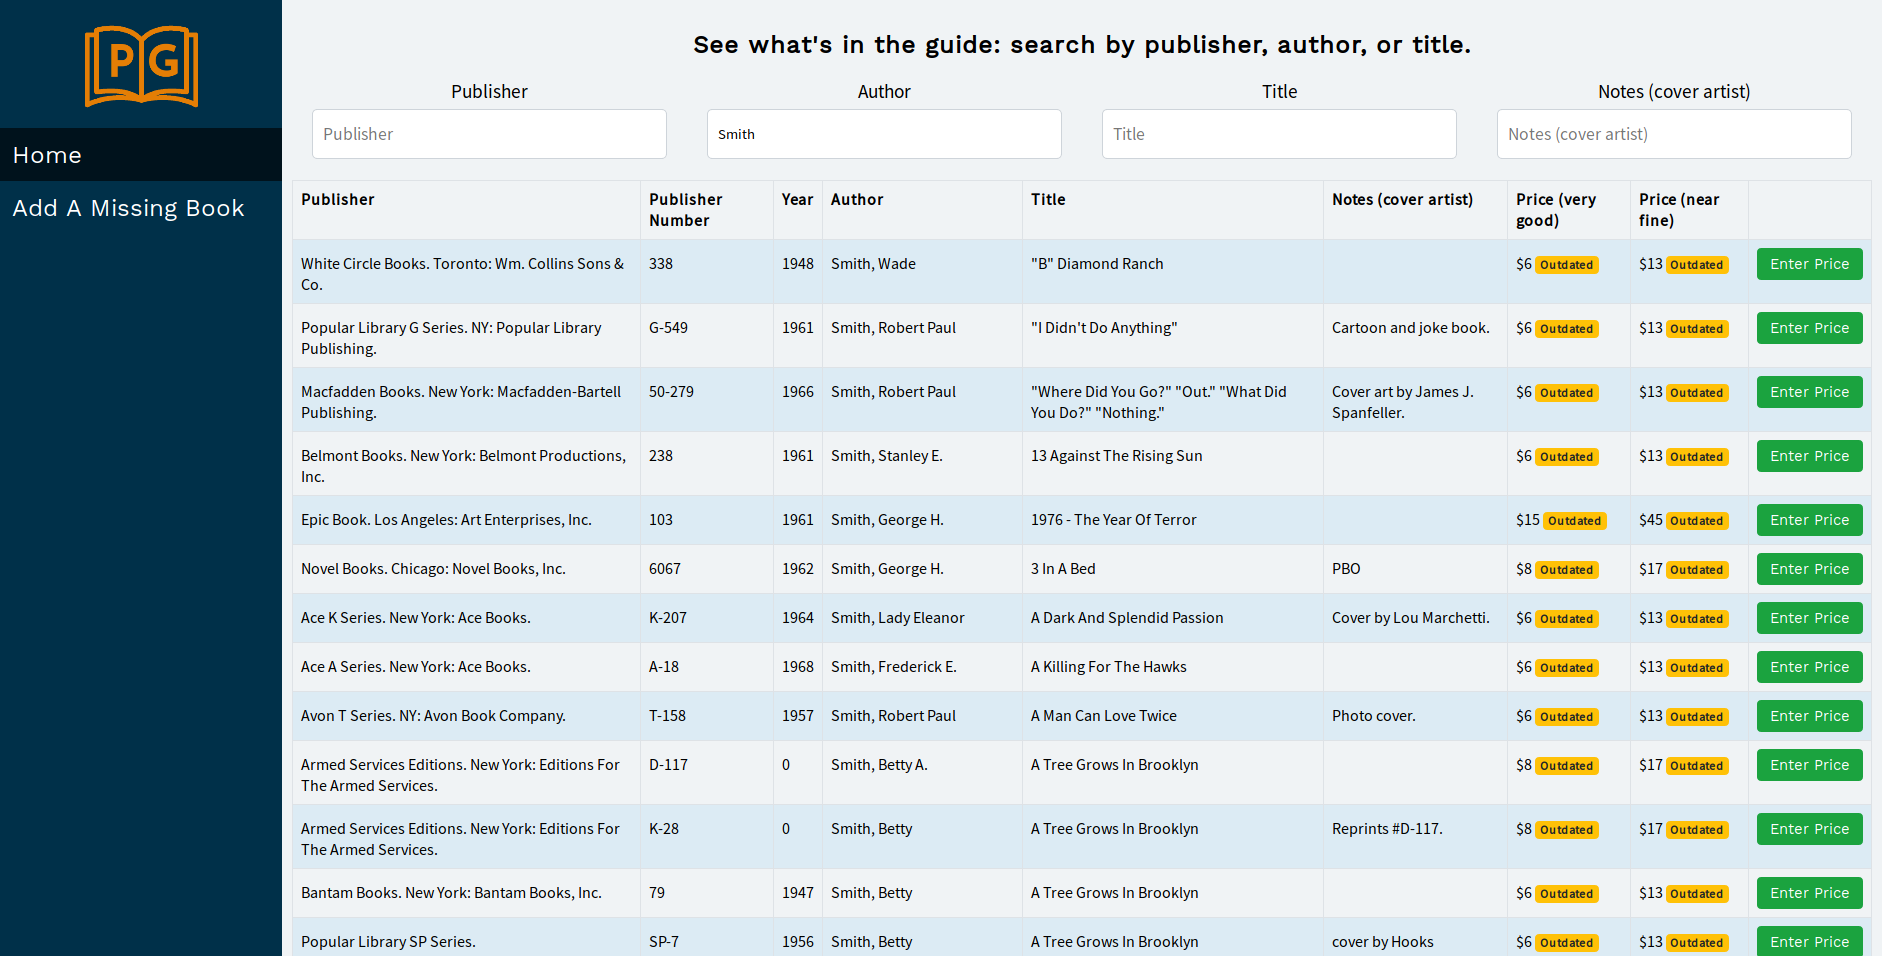 PG
Home
Add A Missing Book
See what's in the guide: search by publisher, author, or title.
Publisher Author Title Notes (cover artist)
Publisher Smith Title Notes (cover artist)
Publisher Publisher Number Year Author Title Notes (cover artist) Price (very good) Price (near fine)
White Circle Books. Toronto: Wm. Collins Sons & Co. 338 1948 Smith, Wade "B" Diamond Ranch $6 Outdated $13 Outdated Enter Price
Popular Library G Series. NY: Popular Library Publishing. G-549 1961 Smith, Robert Paul "I Didn't Do Anything" Cartoon and joke book. $6 Outdated $13 Outdated Enter Price
Macfadden Books. New York: Macfadden-Bartell Publishing. 50-279 1966 Smith, Robert Paul "Where Did You Go?" "Out." "What Did You Do?" "Nothing." Cover art by James J. Spanfeller. $6 Outdated $13 Outdated Enter Price
Belmont Books. New York: Belmont Productions, Inc. 238 1961 Smith, Stanley E. 13 Against The Rising Sun $6 Outdated $13 Outdated Enter Price
Epic Book. Los Angeles: Art Enterprises, Inc. 103 1961 Smith, George H. 1976 - The Year Of Terror $15 Outdated $45 Outdated Enter Price
Novel Books. Chicago: Novel Books, Inc. 6067 1962 Smith, George H. 3 In A Bed PBO $8 Outdated $17 Outdated Enter Price
Ace K Series. New York: Ace Books. K-207 1964 Smith, Lady Eleanor A Dark And Splendid Passion Cover by Lou Marchetti. $6 Outdated $13 Outdated Enter Price
Ace A Series. New York: Ace Books. A-18 1968 Smith, Frederick E. A Killing For The Hawks $6 Outdated $13 Outdated Enter Price
Avon T Series. NY: Avon Book Company. T-158 1957 Smith, Robert Paul A Man Can Love Twice Photo cover. $6 Outdated $13 Outdated Enter Price
Armed Services Editions. New York: Editions For The Armed Services. D-117 0 Smith, Betty A. A Tree Grows In Brooklyn $8 Outdated $17 Outdated Enter Price
Armed Services Editions. New York: Editions For The Armed Services. K-28 0 Smith, Betty A Tree Grows In Brooklyn Reprints #D-117. $8 Outdated $17 Outdated Enter Price
Bantam Books. New York: Bantam Books, Inc. 79 1947 Smith, Betty A Tree Grows In Brooklyn $6 Outdated $13 Outdated Enter Price
Popular Library SP Series. SP-7 1956 Smith, Betty A Tree Grows In Brooklyn cover by Hooks $6 Outdated $13 Outdated Enter Price